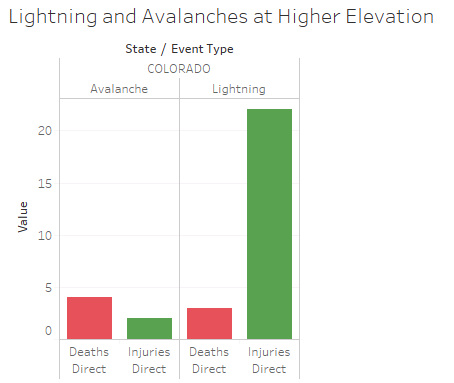 Lightning and Avalanches at Higher Elevation
State / Event Type
COLORADO
Avalanche Lightning
20
15
10
5
0
Value
Deaths Injuries Deaths Injuries
Direct Direct Direct Direct